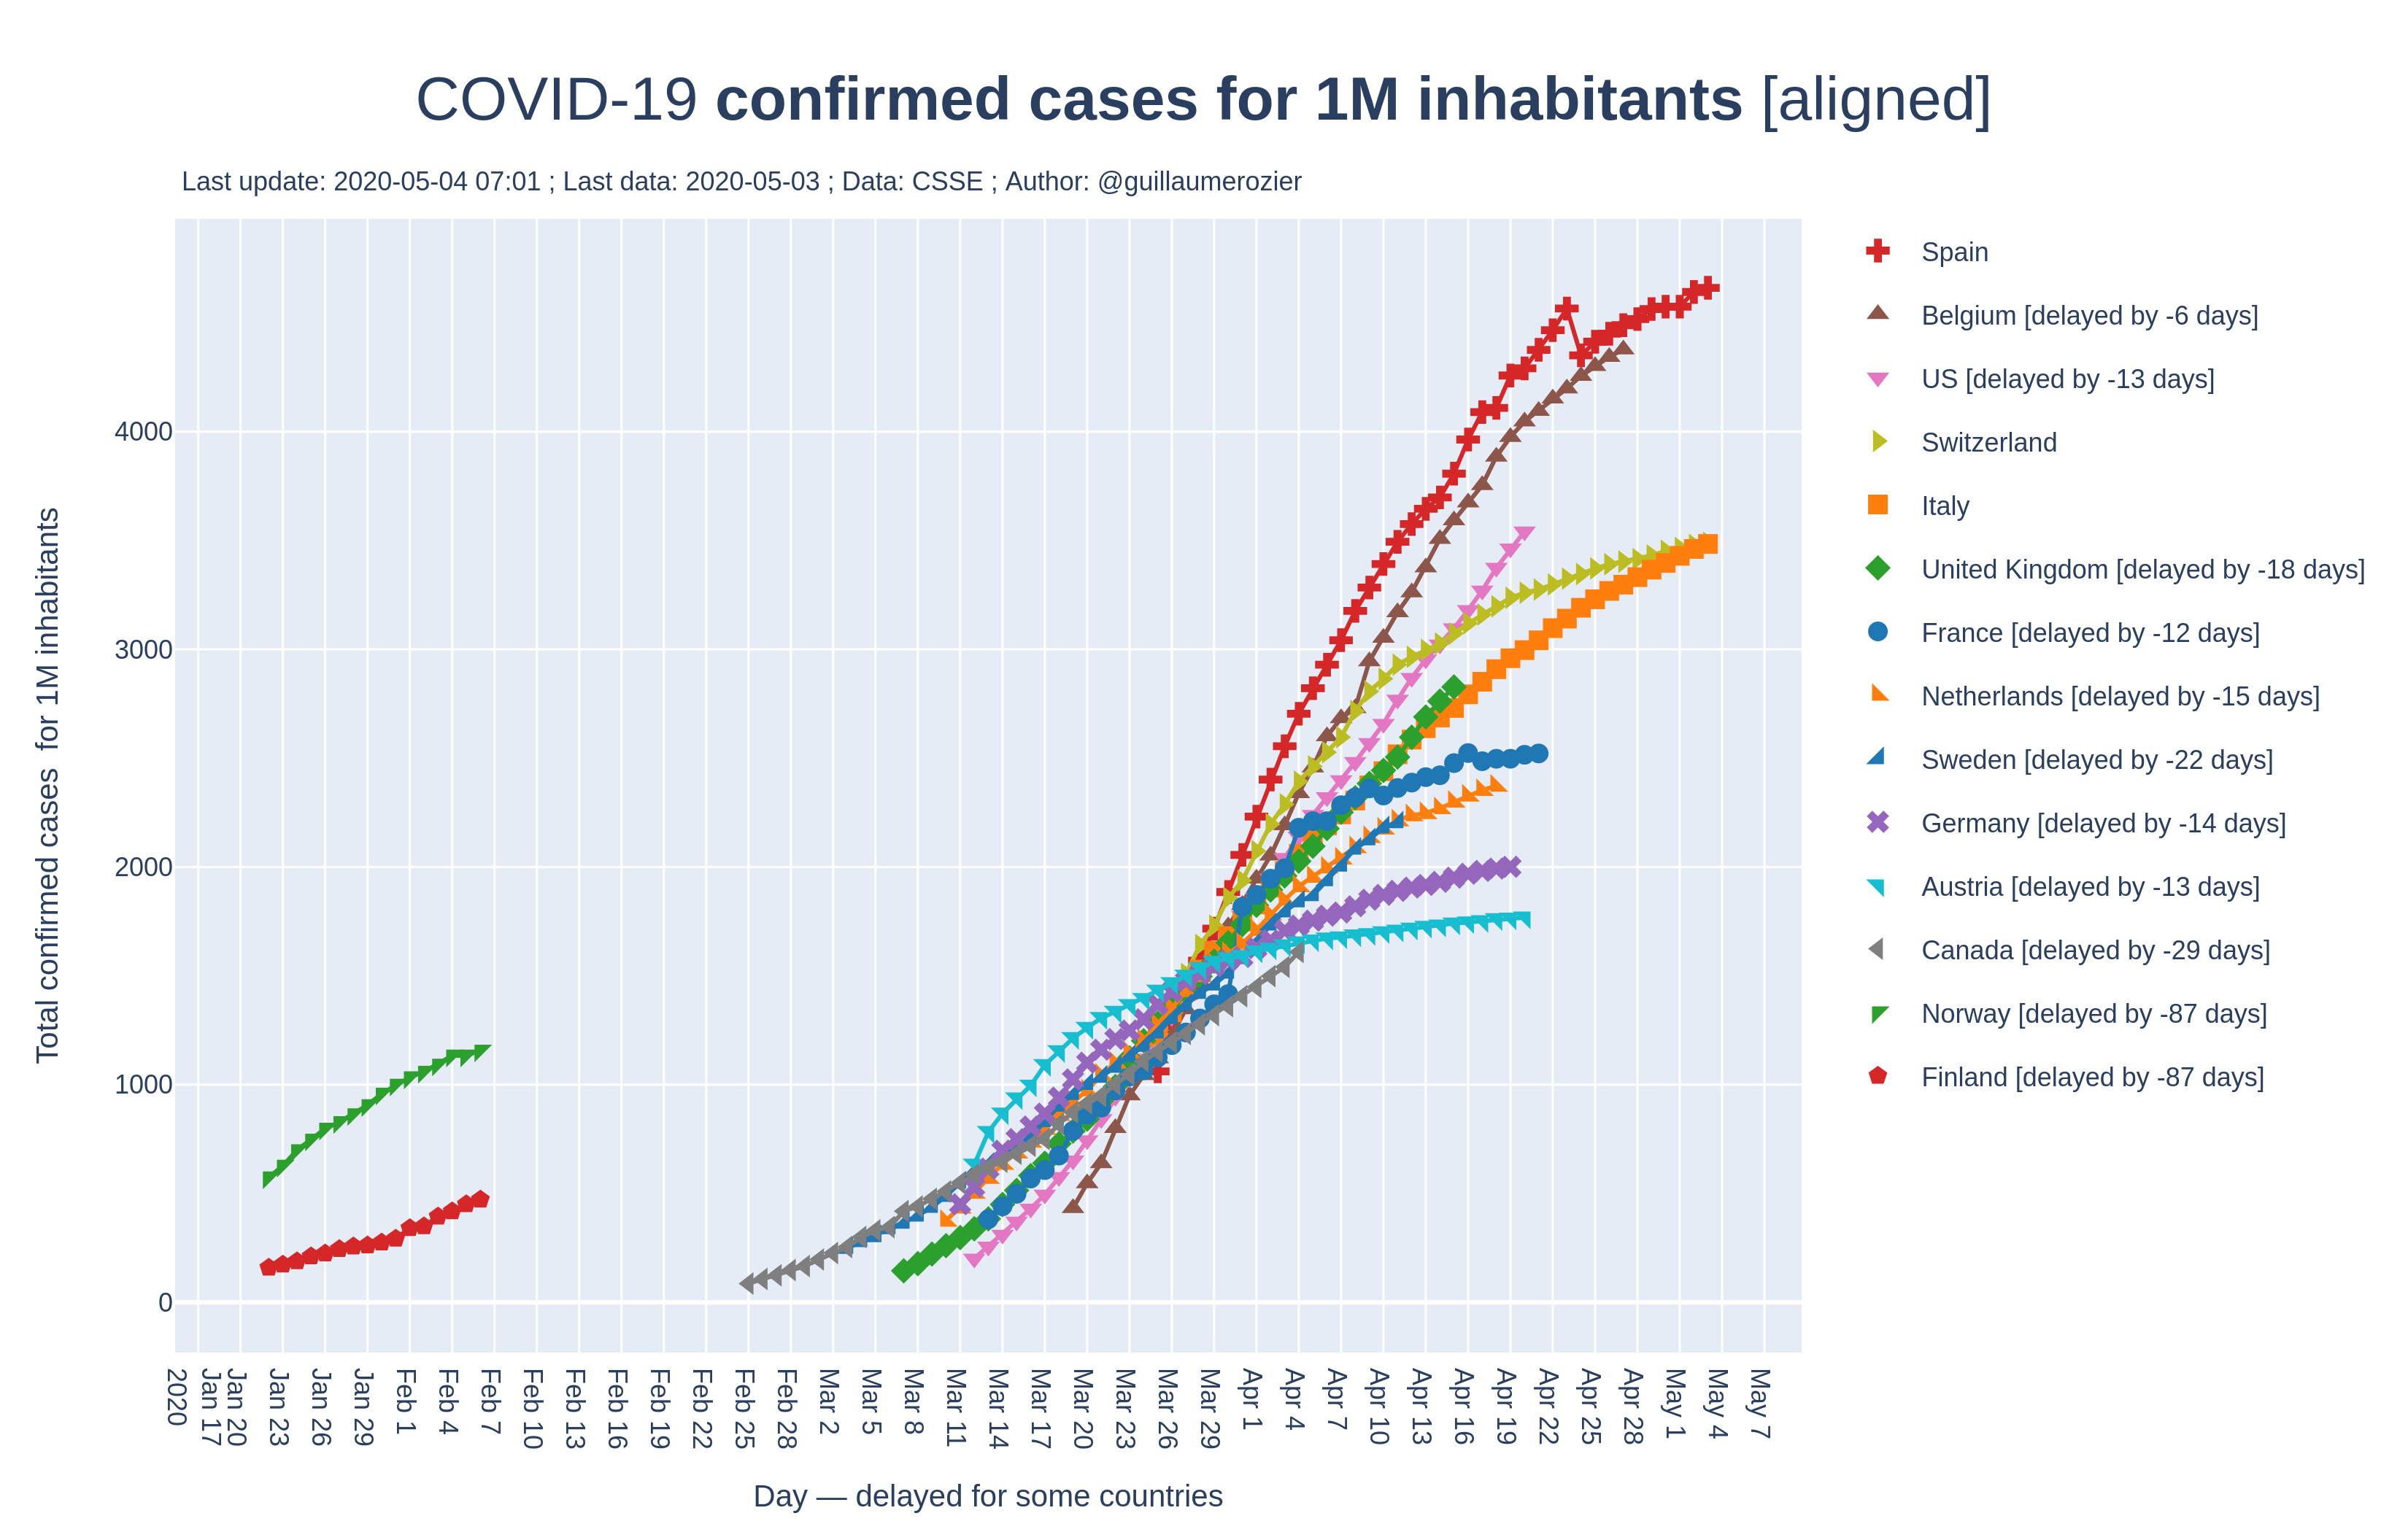 COVID-19 confirmed cases for 1M inhabitants [aligned]
Last update: 2020-05-04 07:01 ; Last data: 2020-05-03 ; Data: CSSE ; Author: @guillaumerozier
Total confirmed cases  for 1M inhabitants
4000
3000
2000
1000
0
2020
Jan 17
Jan 20
Jan 23
Jan 26
Jan 29
Feb 1
Feb 4
Feb 7
Feb 10
Feb 13
Feb 16
Feb 19
Feb 22
Feb 25
Feb 28
Mar 2
Mar 5
Mar 8
Mar 11
Mar 14
Mar 17
Mar 20
Mar 23
Mar 26
Mar 29
Apr 1
Apr 4
Apr 7
Apr 10
Apr 13
Apr 16
Apr 19
Apr 22
Apr 25
Apr 28
May 1
May 4
May 7
Day — delayed for some countries
Spain
Belgium [delayed by -6 days]
US [delayed by -13 days]
Switzerland
Italy
United Kingdom [delayed by -18 days]
France [delayed by -12 days]
Netherlands [delayed by -15 days]
Sweden [delayed by -22 days]
Germany [delayed by -14 days]
Austria [delayed by -13 days]
Canada [delayed by -29 days]
Norway [delayed by -87 days]
Finland [delayed by -87 days]